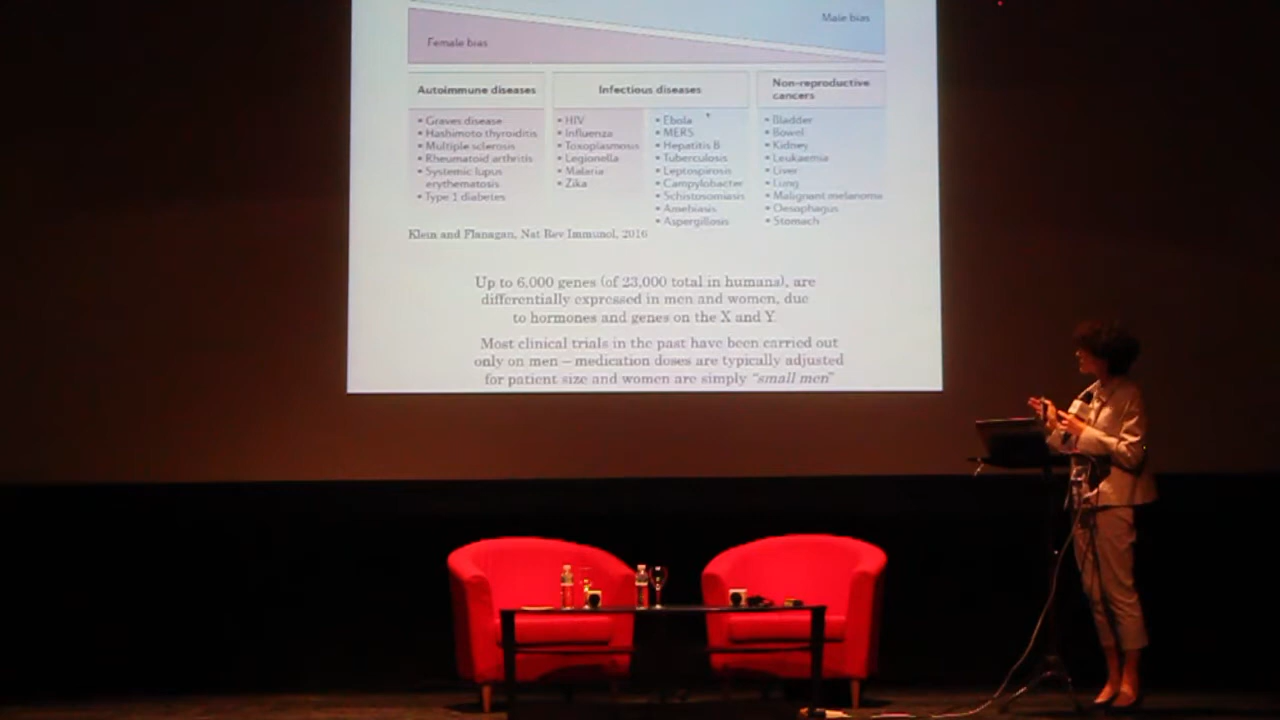 Male bias
Female bias
Autoimmune diseases
• Graves disease
• Hashimoto thyroiditis
• Multiple sclerosis
• Rheumatoid arthritis
• Systemic lupus
erythematosis
• Type 1 diabetes
Infectious diseases
• HIV
• Influenza
• Toxoplasmosis
• Legionella
• Malaria
• Zika
• Ebola
• MERS
• Hepatitis B
• Tuberculosis
• Leptospirosis
• Campylobacter
• Schistosomiasis
• Amebiasis
• Aspergillosis
Non-reproductive
cancers
• Bladder
• Bowel
• Kidney
• Leukaemia
• Liver
• Lung
• Malignant melanoma
• Oesophagus
• Stomach
Klein and Flanagan, Nat Rev Immunol, 2016
Up to 6,000 genes (of 23,000 total in humans), are
differentially expressed in men and women, due
to hormones and genes on the X and Y
Most clinical trials in the past have been carried out
only on men – medication doses are typically adjusted
for patient size and women are simply “small men”